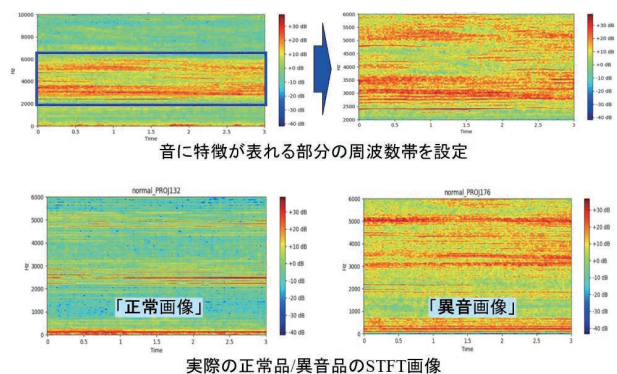 10000
8000
6000
4000
2000
0
Hz
0 0.5 1 1.5 2 2.5 3
Time
+30 dB
+20 dB
+10 dB
+0 dB
-10 dB
-20 dB
-30 dB
-40 dB
6000
5500
5000
4500
4000
3500
3000
2500
2000
Hz
0 0.5 1 1.5 2 2.5 3
Time
+30 dB
+20 dB
+10 dB
+0 dB
-10 dB
-20 dB
-30 dB
-40 dB
音に特徴が表れる部分の周波数帯を設定
normal_PROJ132
6000
5000
4000
3000
2000
1000
0
Hz
「正常画像」
0 0.5 1 1.5 2 2.5 3
Time
+30 dB
+20 dB
+10 dB
+0 dB
-10 dB
-20 dB
-30 dB
-40 dB
normal_PROJ176
6000
5000
4000
3000
2000
1000
0
Hz
「異音画像」
0 0.5 1 1.5 2 2.5 3
Time
+30 dB
+20 dB
+10 dB
+0 dB
-10 dB
-20 dB
-30 dB
-40 dB
実際の正常品/異音品のSTFT画像